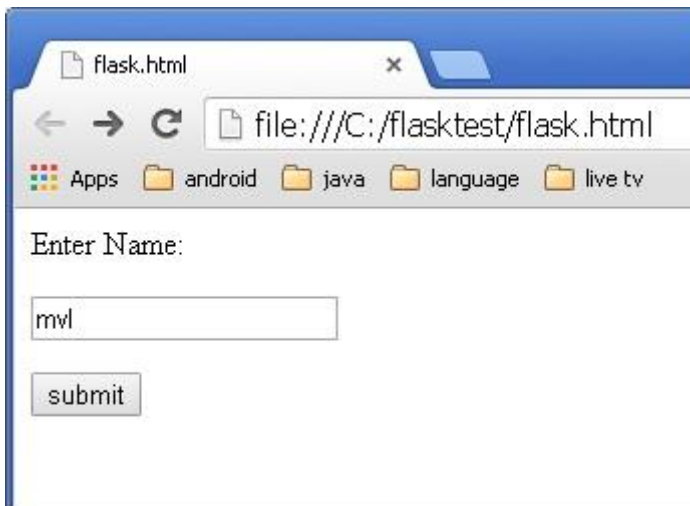 flask.html
file:///C:/flasktest/flask.html
Apps android java language live tv
Enter Name:
mvl
submit